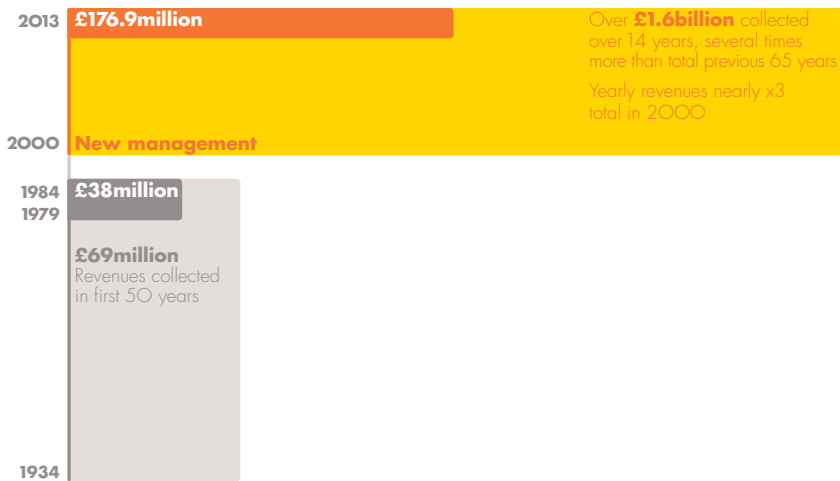 2013 £176.9million
Over £1.6billion collected
over 14 years, several times
more than total previous 65 years
Yearly revenues nearly x3
total in 2000
2000 New management
1984 £38million
1979
£69million
Revenues collected
in first 50 years
1934